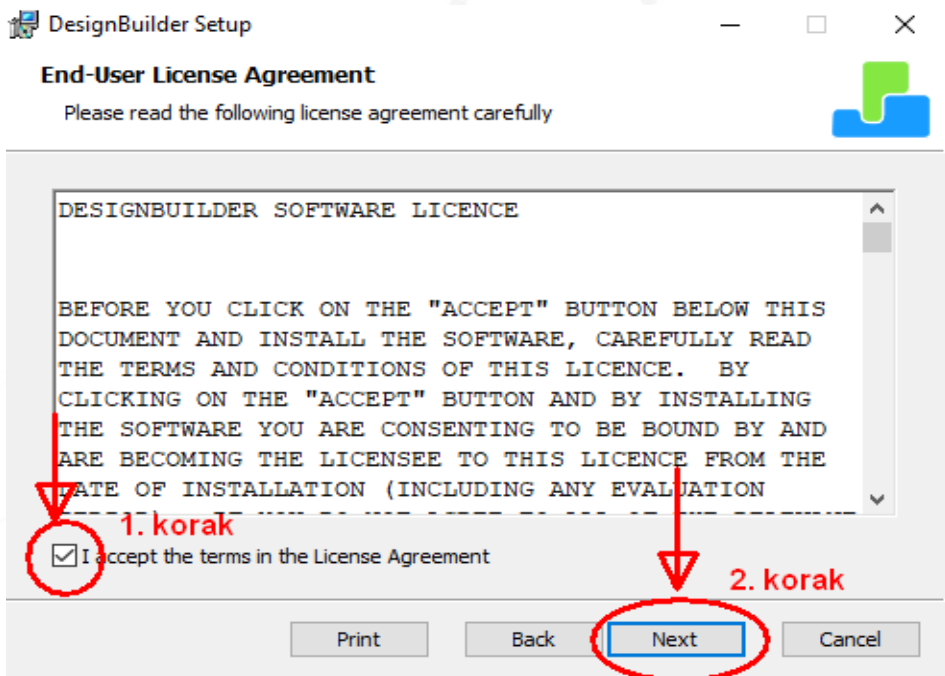 DesignBuilder Setup
End-User License Agreement
Please read the following license agreement carefully
DESIGNBUILDER SOFTWARE LICENCE
BEFORE YOU CLICK ON THE "ACCEPT" BUTTON BELOW THIS
DOCUMENT AND INSTALL THE SOFTWARE, CAREFULLY READ
THE TERMS AND CONDITIONS OF THIS LICENCE. BY
CLICKING ON THE "ACCEPT" BUTTON AND BY INSTALLING
THE SOFTWARE YOU ARE CONSENTING TO BE BOUND BY AND
ARE BECOMING THE LICENSEE TO THIS LICENCE FROM THE
DATE OF INSTALLATION (INCLUDING ANY EVALUATION
1. korak
I accept the terms in the License Agreement
2. korak
Print Back Next Cancel